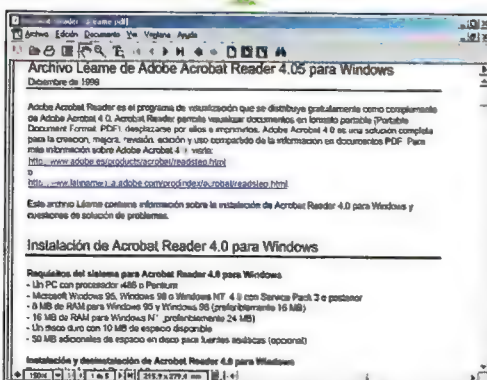 Archivo Edición Documento Ver Ventana Ayuda
Archivo Léame de Adobe Acrobat Reader 4.05 para Windows
Diciembre de 1998
Adobe Acrobat Reader es el programa de visualización que se distribuye gratuitamente como complemento
de Adobe Acrobat 4.0. Acrobat Reader permite visualizar documentos en formato portable (Portable
Document Format, PDF), desplazarse por ellos e imprimirlos. Adobe Acrobat 4.0 es una solución completa
para la creación, mejora, revisión, edición y uso compartido de la información en documentos PDF. Para
más información sobre Adobe Acrobat 4
http://www.adobe.es/products/acrobat/readstep.html
o
Este archivo Léame contiene información sobre la instalación de Acrobat Reader 4.0 para Windows y
cuestiones de solución de problemas.
Instalación de Acrobat Reader 4.0 para Windows
Requisitos del sistema para Acrobat Reader 4.0 para Windows
- Un PC con procesador i486 o Pentium
- Microsoft Windows 95, Windows 98 o Windows NT 4.0 con Service Pack 3 o posterior
- 8 MB de RAM para Windows 95 y Windows 98 (preferiblemente 16 MB)
- 16 MB de RAM para Windows NT (preferiblemente 24 MB)
- Un disco duro con 10 MB de espacio disponible
- 50 MB adicionales de espacio en disco para fuentes asiáticas (opcional)
Instalación y desinstalación de Acrobat Reader 4.0 para Windows
150% 1 de 5 215,9 x 279,4 mm